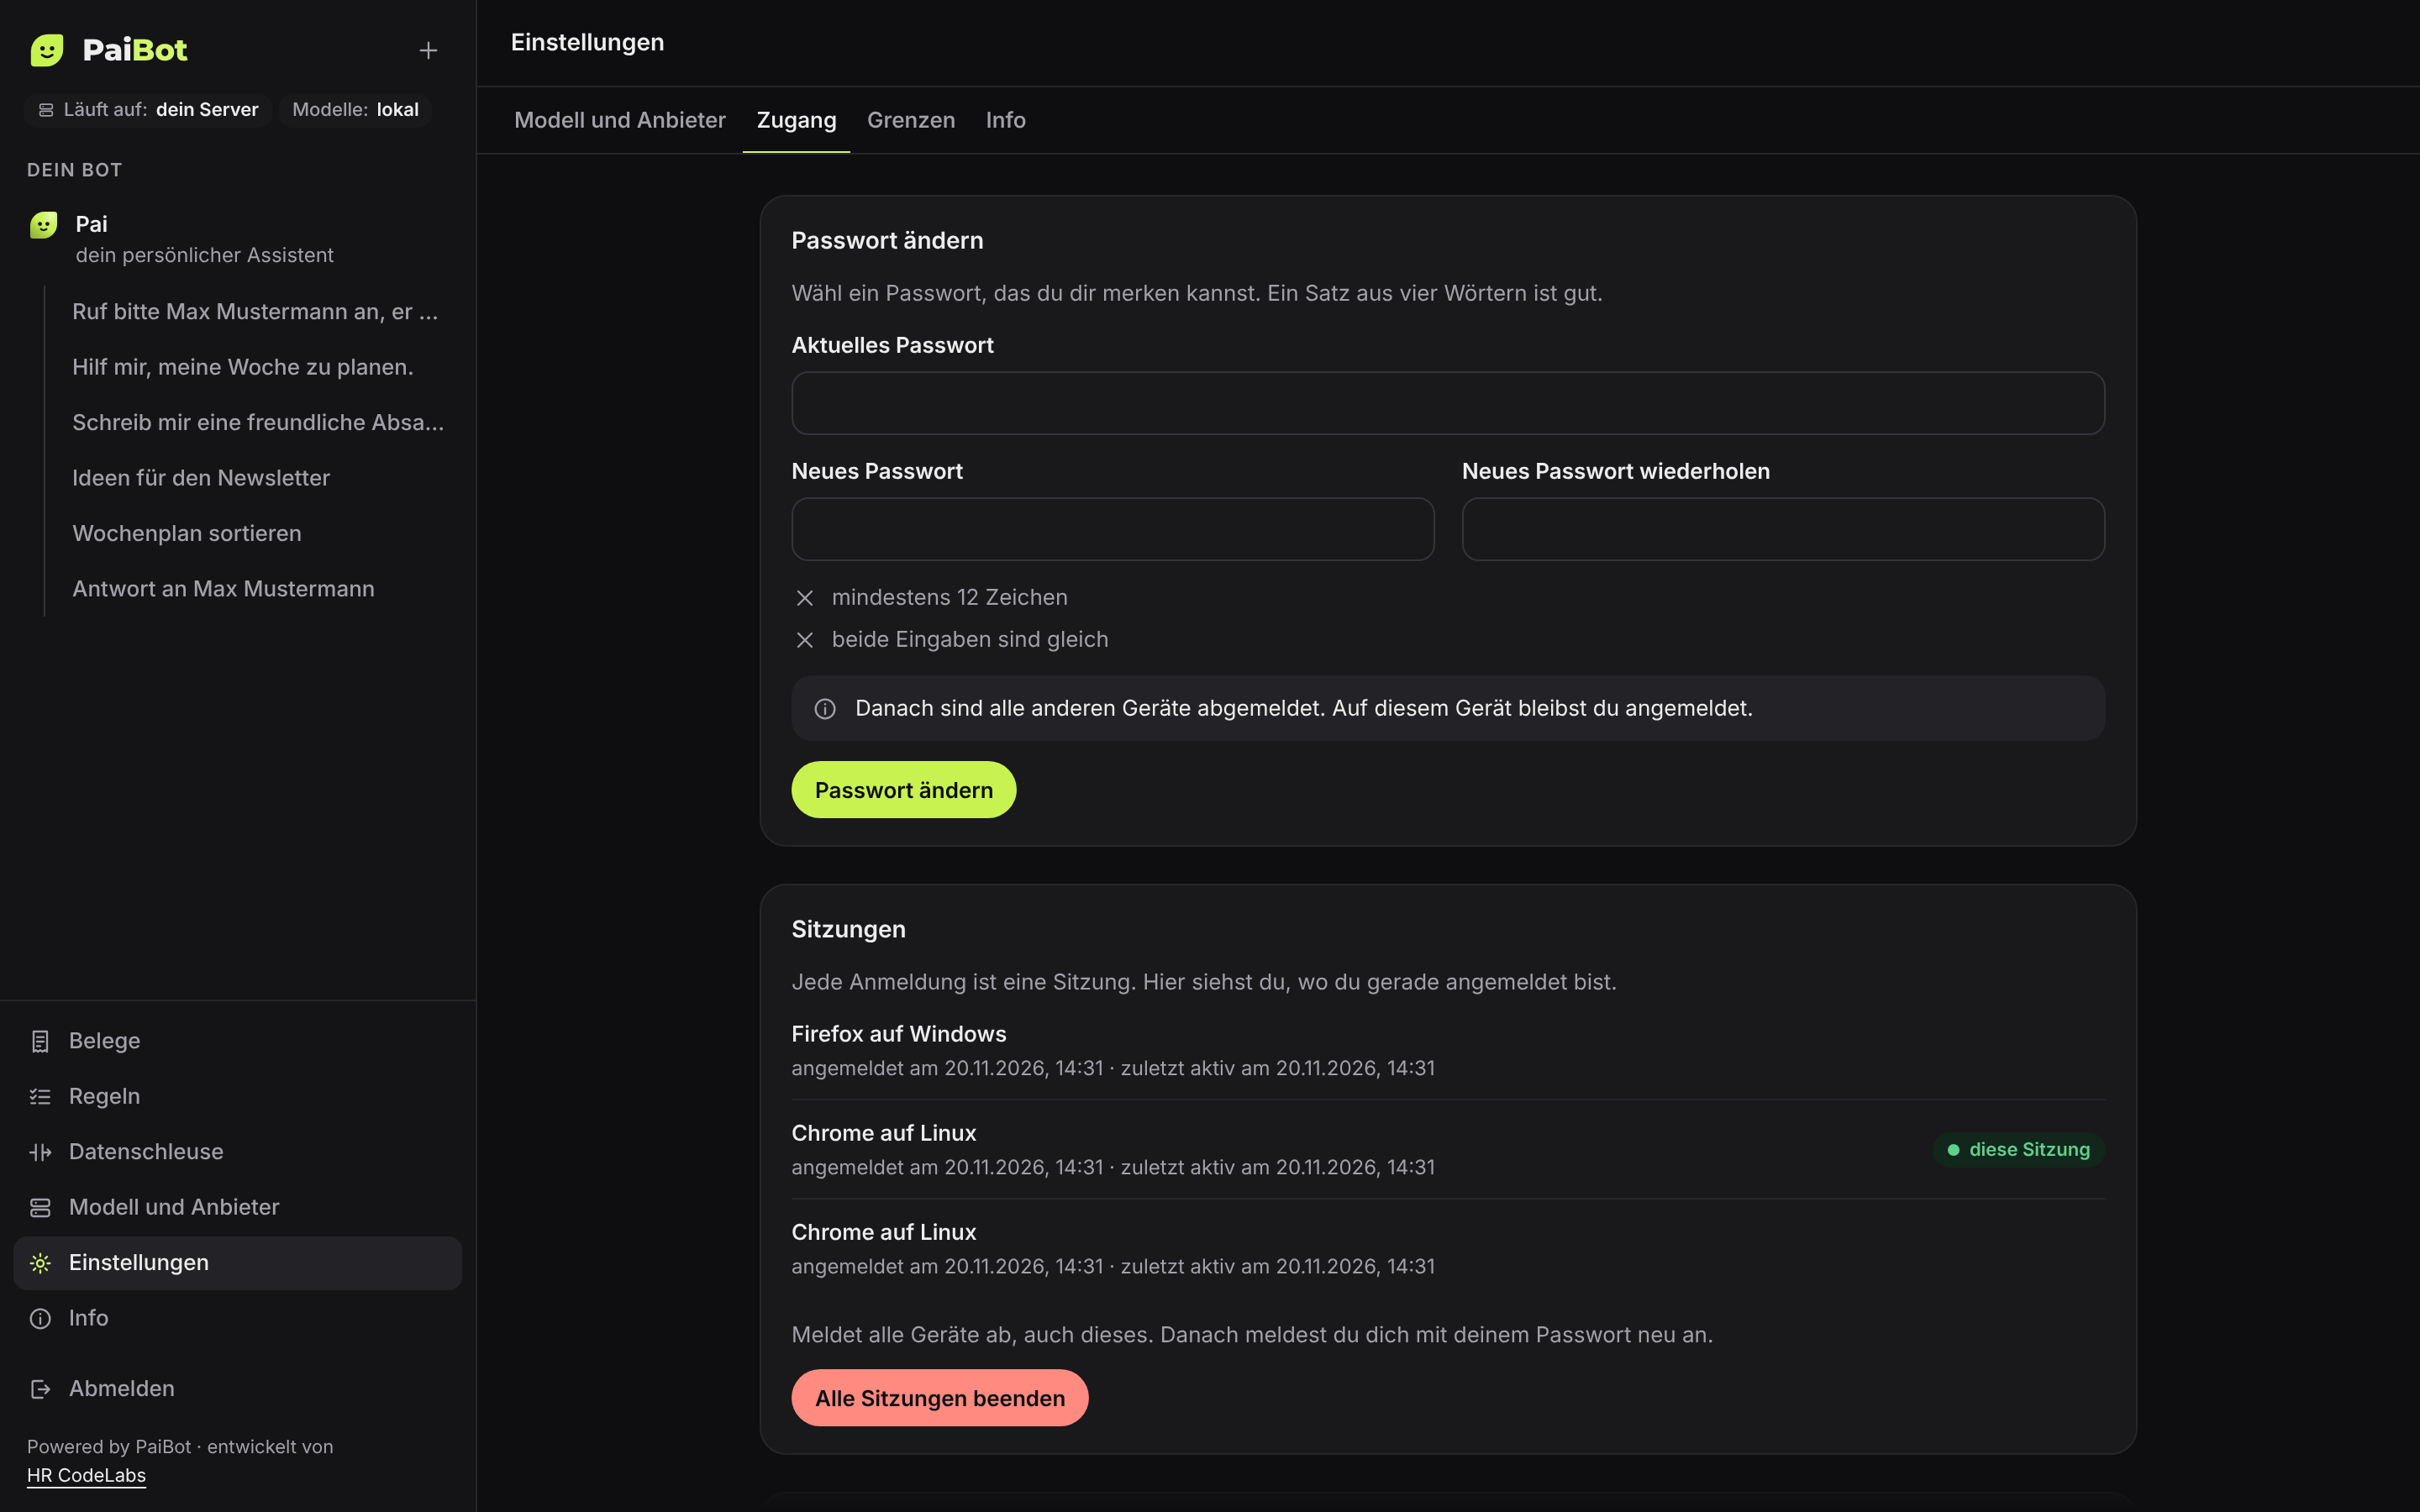 PaiBot
Läuft auf: dein Server
Modelle: lokal
DEIN BOT
Pai
dein persönlicher Assistent
Ruf bitte Max Mustermann an, er ...
Hilf mir, meine Woche zu planen.
Schreib mir eine freundliche Absa...
Ideen für den Newsletter
Wochenplan sortieren
Antwort an Max Mustermann
Belege
Regeln
Datenschleuse
Modell und Anbieter
Einstellungen
Info
Abmelden
Powered by PaiBot · entwickelt von
HR CodeLabs
Einstellungen
Modell und Anbieter
Zugang
Grenzen
Info
Passwort ändern
Wähl ein Passwort, das du dir merken kannst. Ein Satz aus vier Wörtern ist gut.
Aktuelles Passwort
Neues Passwort
Neues Passwort wiederholen
mindestens 12 Zeichen
beide Eingaben sind gleich
Danach sind alle anderen Geräte abgemeldet. Auf diesem Gerät bleibst du angemeldet.
Passwort ändern
Sitzungen
Jede Anmeldung ist eine Sitzung. Hier siehst du, wo du gerade angemeldet bist.
Firefox auf Windows
angemeldet am 20.11.2026, 14:31 · zuletzt aktiv am 20.11.2026, 14:31
Chrome auf Linux
angemeldet am 20.11.2026, 14:31 · zuletzt aktiv am 20.11.2026, 14:31
diese Sitzung
Chrome auf Linux
angemeldet am 20.11.2026, 14:31 · zuletzt aktiv am 20.11.2026, 14:31
Meldet alle Geräte ab, auch dieses. Danach meldest du dich mit deinem Passwort neu an.
Alle Sitzungen beenden